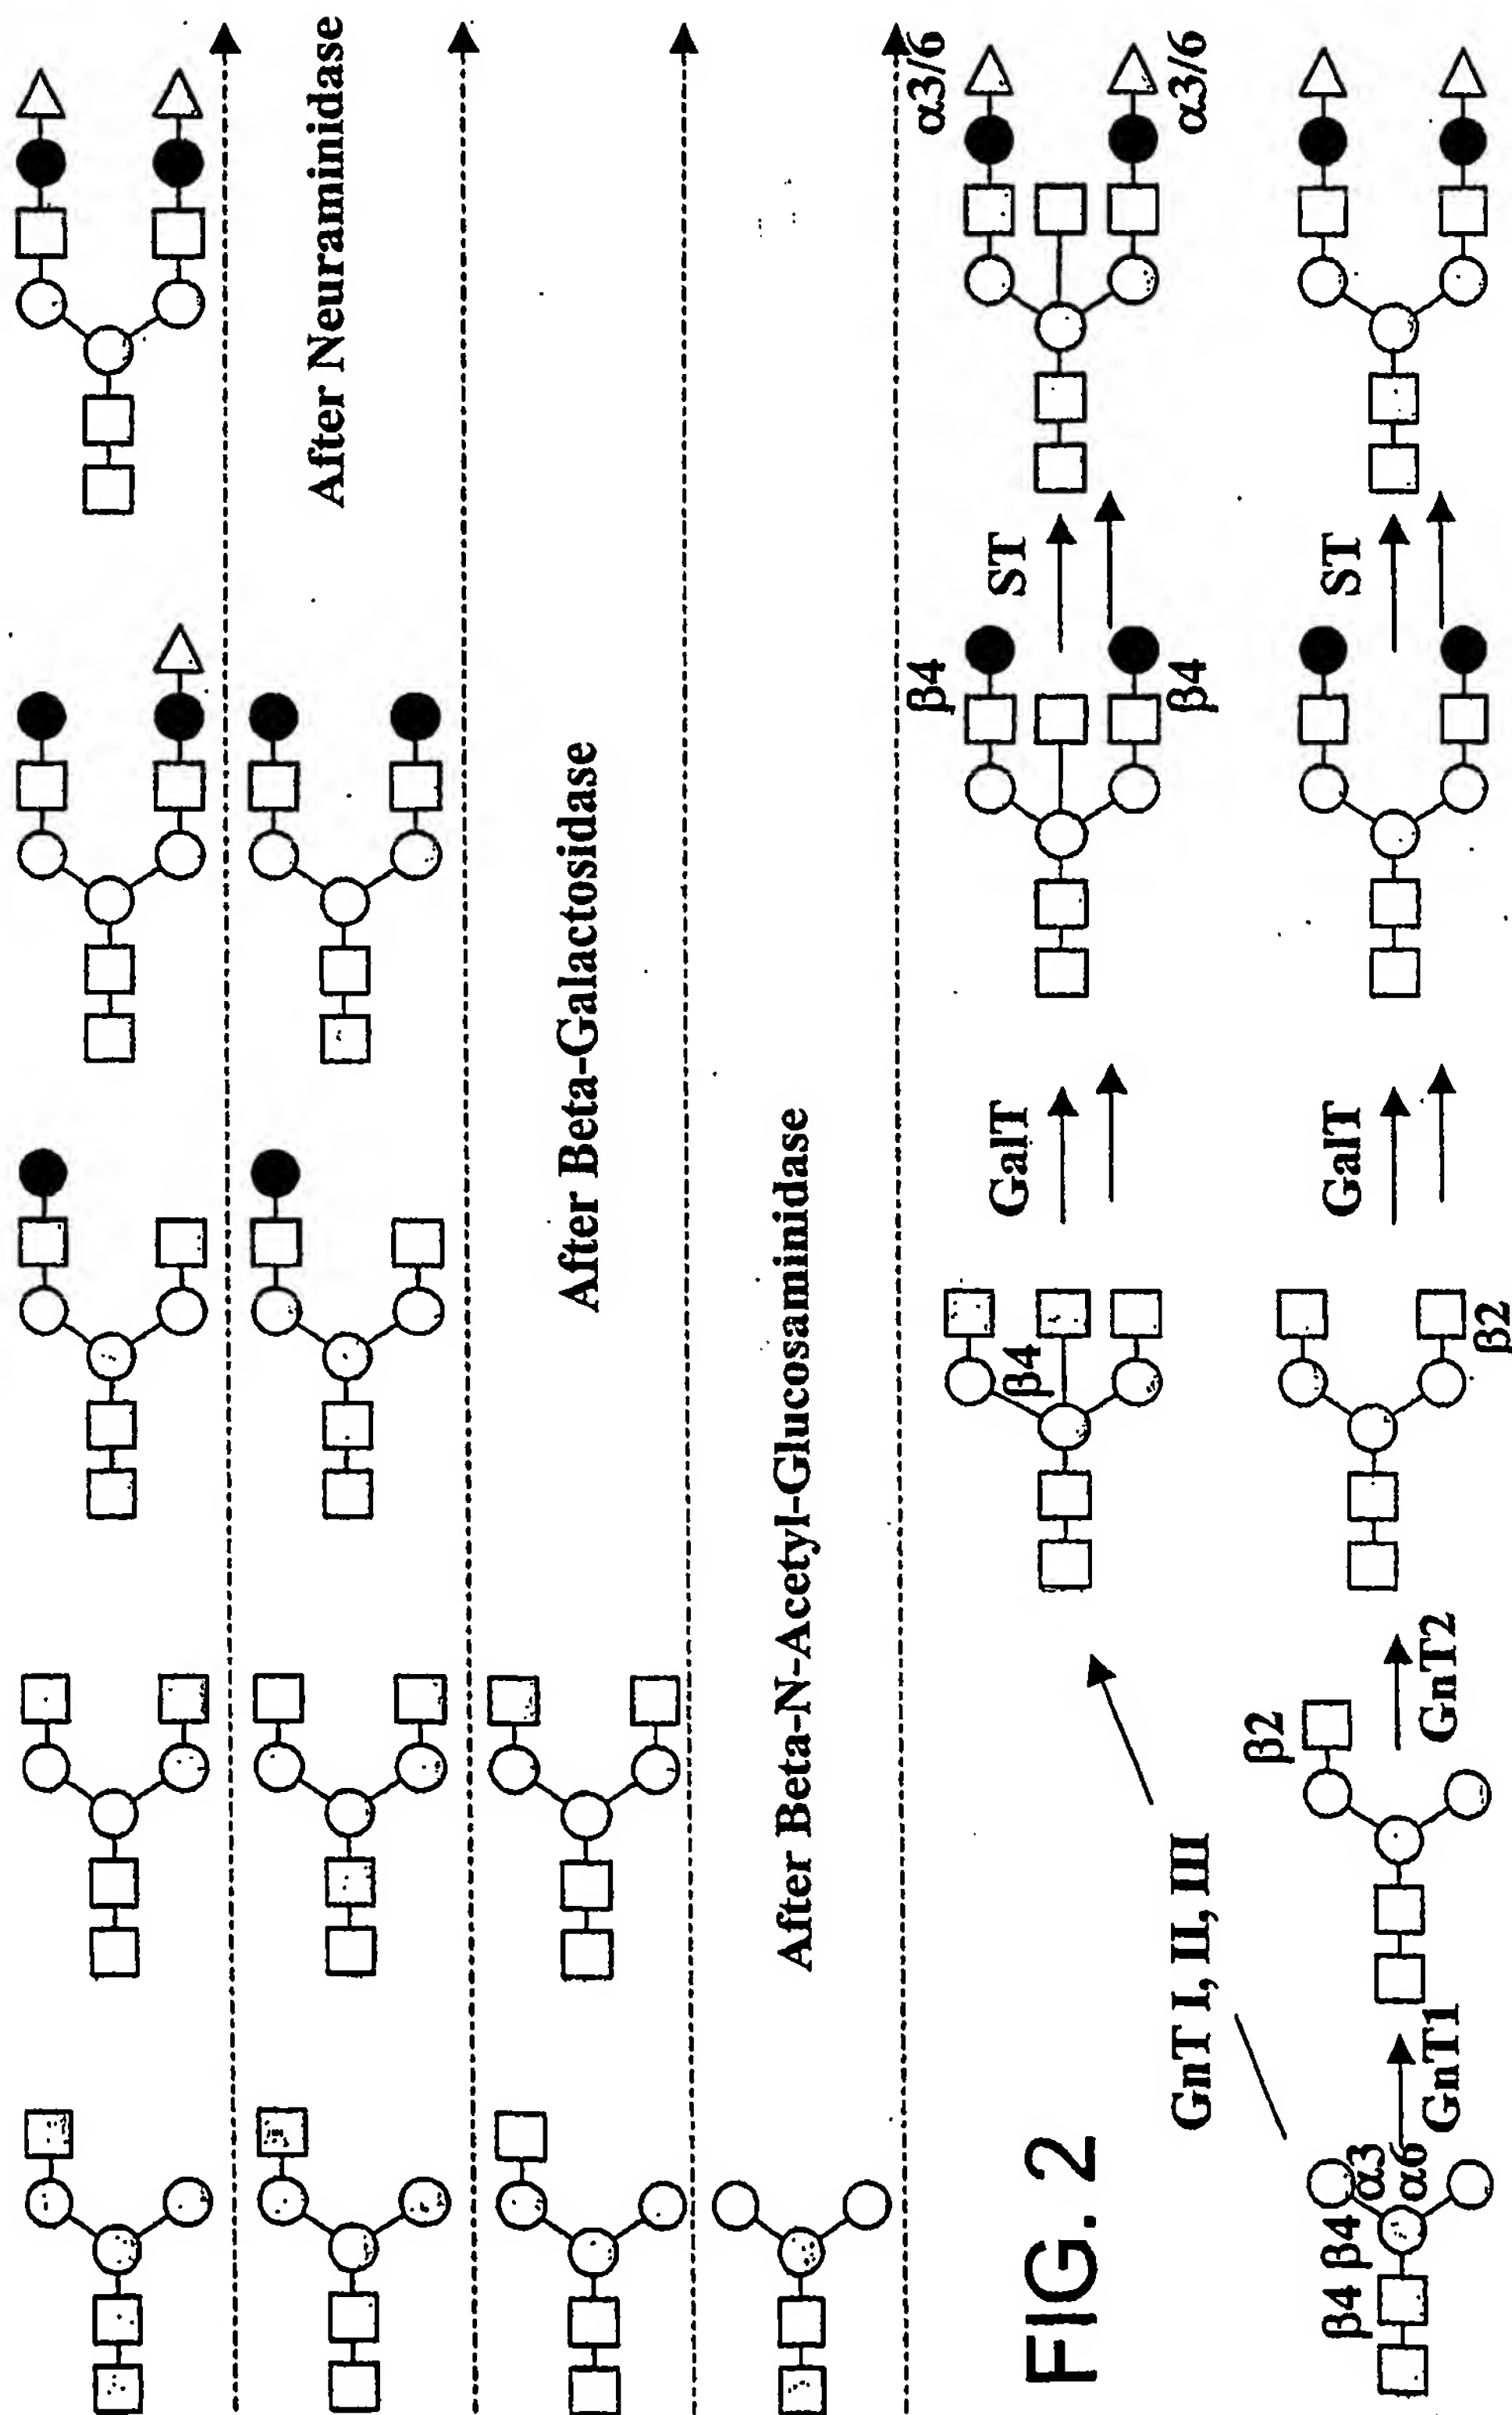 After Neuraminidase
After Beta-Galactosidase
After Beta-N-Acetyl-Glucosaminidase
FIG. 2
GnT I, II, III
β4
GalT
β4
β4
ST
α3/6
α3/6
β4 β4
α3
α6
GnT1
β2
GnT2
β2
GalT
ST